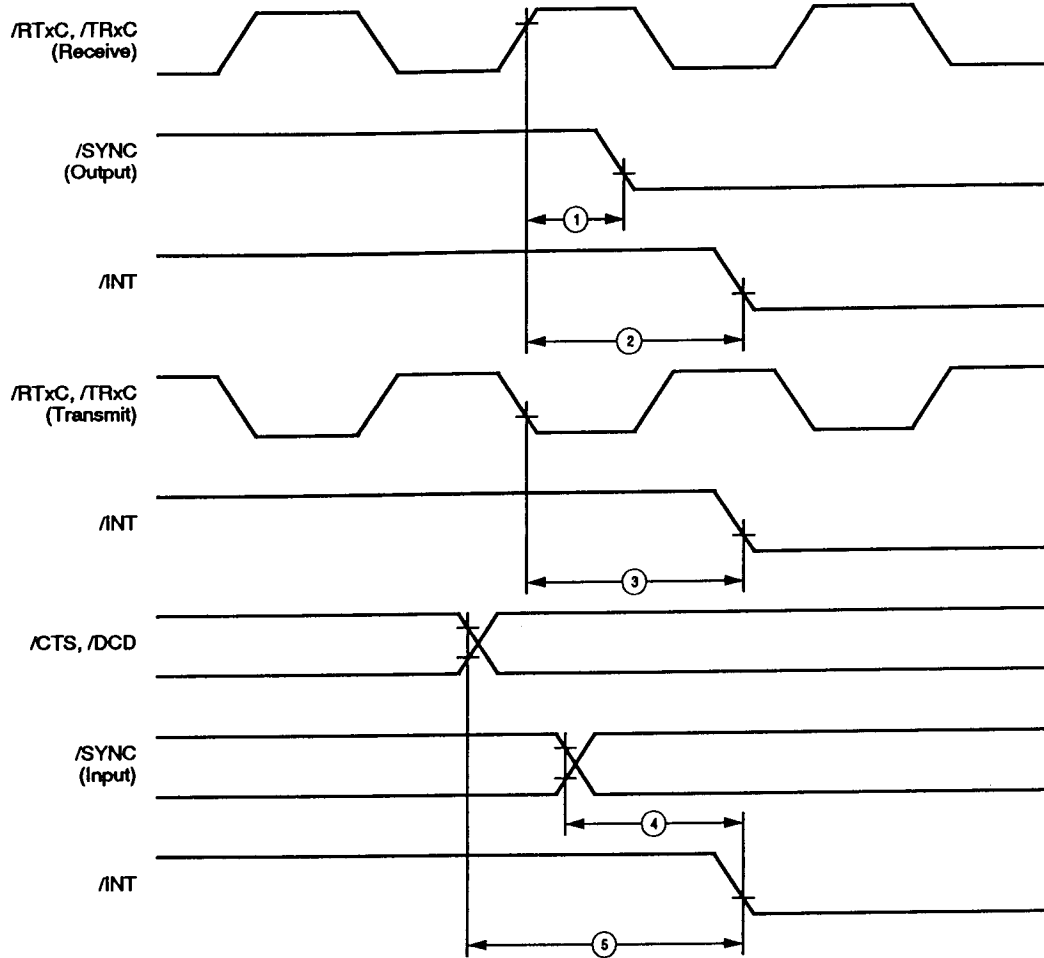 /RTxC, /TRxC
(Receive)
/SYNC
(Output)
1
/INT
2
/RTxC, /TRxC
(Transmit)
/INT
3
/CTS, /DCD
/SYNC
(Input)
4
/INT
5